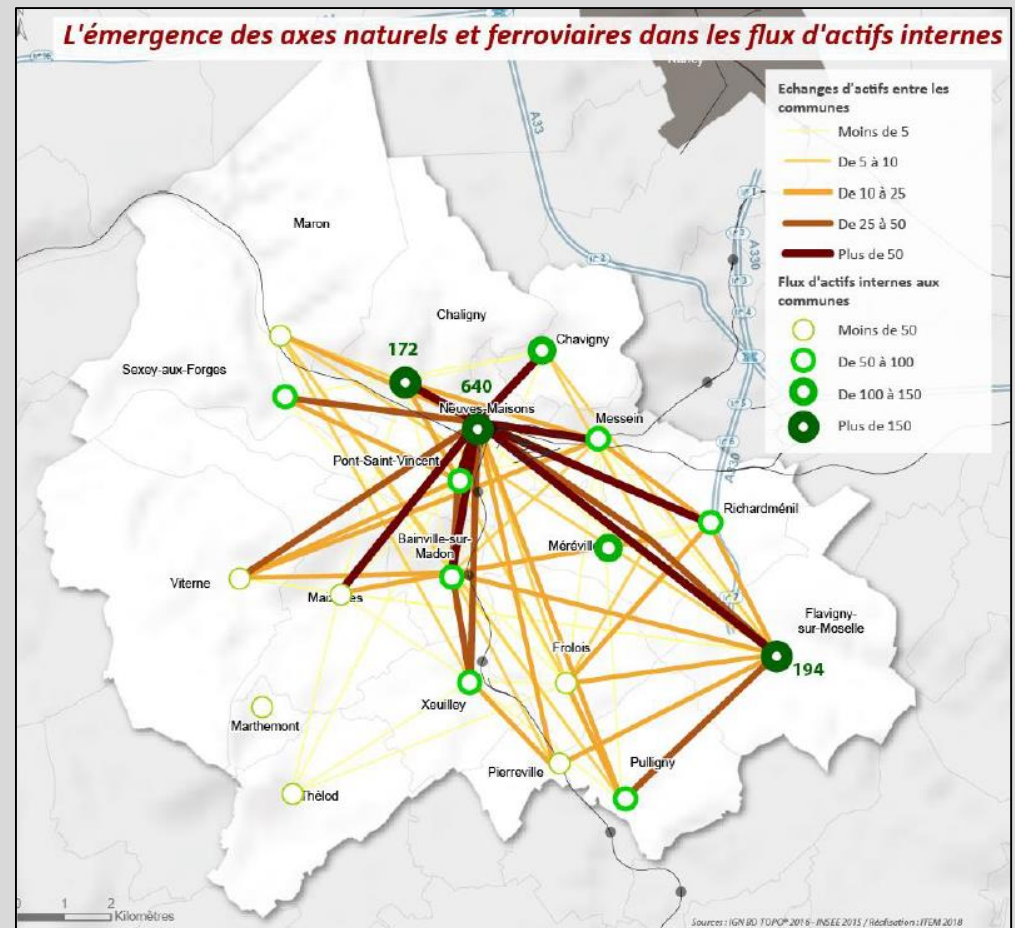 L'émergence des axes naturels et ferroviaires dans les flux d'actifs internes
Nancy
A33
Echanges d'actifs entre les
communes
Moins de 5
De 5 à 10
De 10 à 25
De 25 à 50
Plus de 50
Flux d'actifs internes aux
communes
Moins de 50
De 50 à 100
De 100 à 150
Plus de 150
A330
Maron
Chaligny
Chavigny
172
Sexey-aux-Forges
640
Neuves-Maisons
Messein
Pont-Saint-Vincent
Richardménil
Bainville-sur-
Madon
Méréville
Viterne
Flavigny-
sur-Moselle
Frolois
194
Xeuilley
Marthemont
Pierreville
Pulligny
Thélod
1 2
Kilomètres
Sources : IGN BD TOPO® 2016 - INSEE 2015 / Réalisation : ITEM 2018